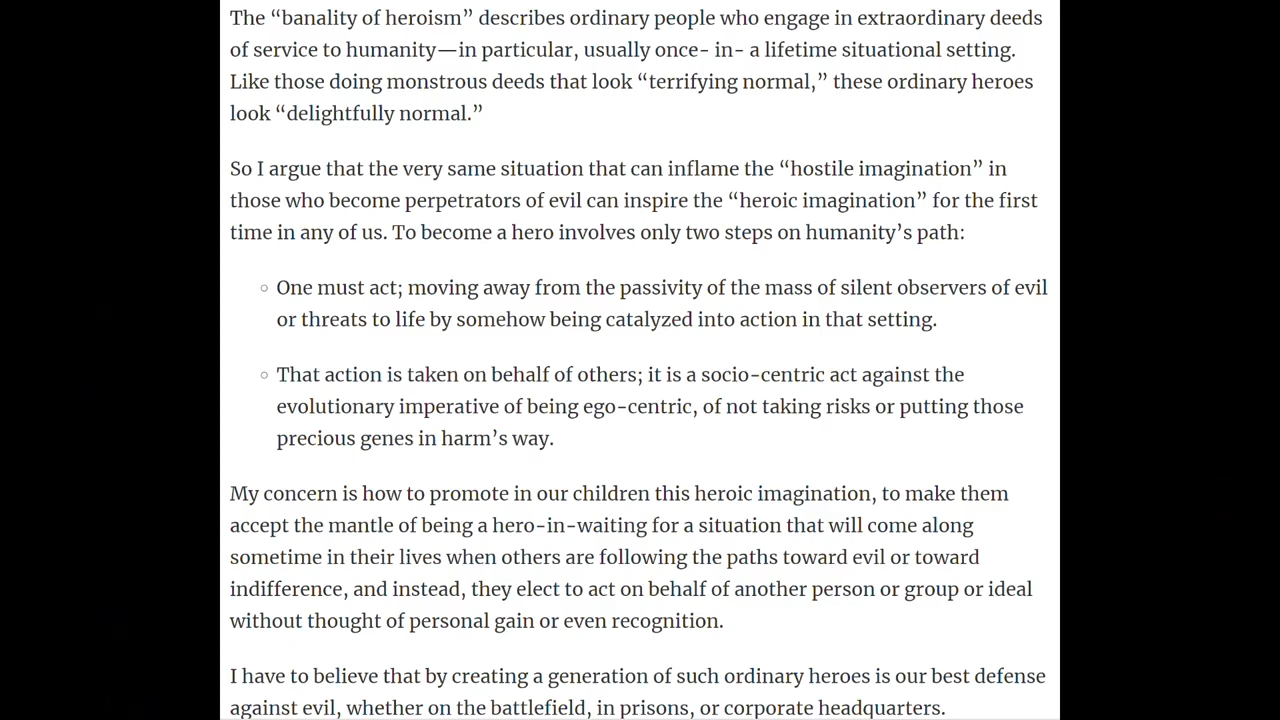 The “banality of heroism” describes ordinary people who engage in extraordinary deeds
of service to humanity—in particular, usually once- in- a lifetime situational setting.
Like those doing monstrous deeds that look “terrifying normal,” these ordinary heroes
look “delightfully normal.”
So I argue that the very same situation that can inflame the “hostile imagination” in
those who become perpetrators of evil can inspire the “heroic imagination” for the first
time in any of us. To become a hero involves only two steps on humanity’s path:
◦ One must act; moving away from the passivity of the mass of silent observers of evil
or threats to life by somehow being catalyzed into action in that setting.
◦ That action is taken on behalf of others; it is a socio-centric act against the
evolutionary imperative of being ego-centric, of not taking risks or putting those
precious genes in harm’s way.
My concern is how to promote in our children this heroic imagination, to make them
accept the mantle of being a hero-in-waiting for a situation that will come along
sometime in their lives when others are following the paths toward evil or toward
indifference, and instead, they elect to act on behalf of another person or group or ideal
without thought of personal gain or even recognition.
I have to believe that by creating a generation of such ordinary heroes is our best defense
against evil, whether on the battlefield, in prisons, or corporate headquarters.